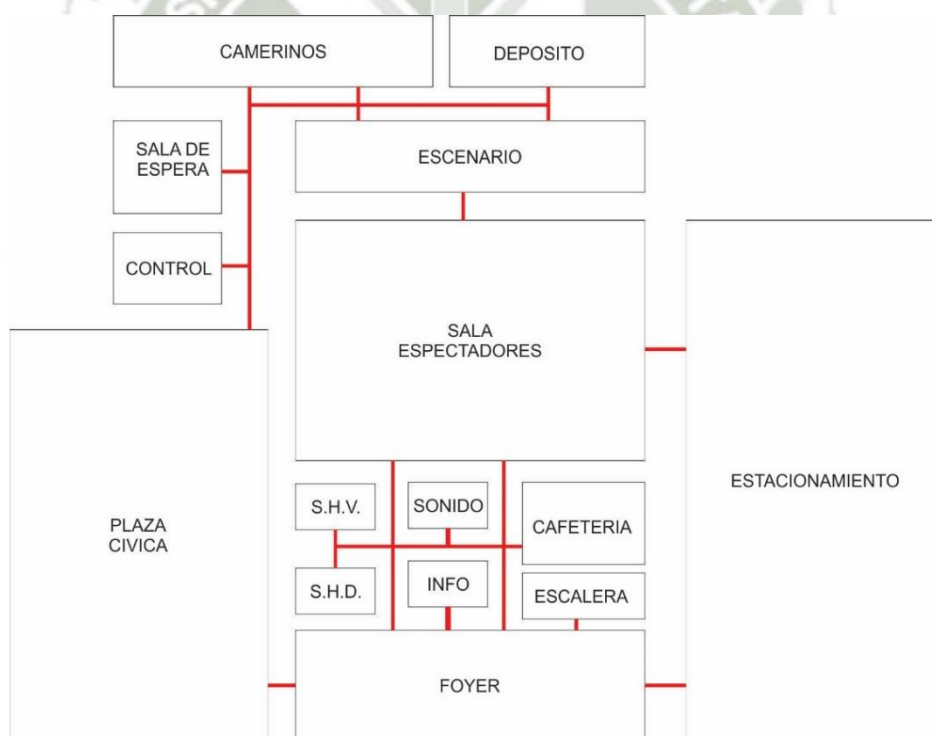 CAMERINOS
DEPOSITO
SALA DE
ESPERA
ESCENARIO
CONTROL
SALA
ESPECTADORES
PLAZA
CIVICA
ESTACIONAMIENTO
S.H.V.
SONIDO
CAFETERIA
S.H.D.
INFO
ESCALERA
FOYER